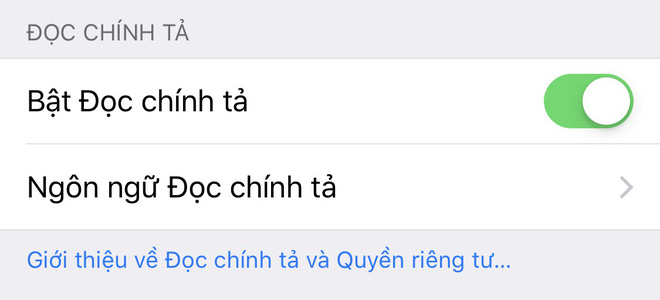 ĐỌC CHÍNH TẢ
Bật Đọc chính tả
Ngôn ngữ Đọc chính tả
Giới thiệu về Đọc chính tả và Quyền riêng tư...